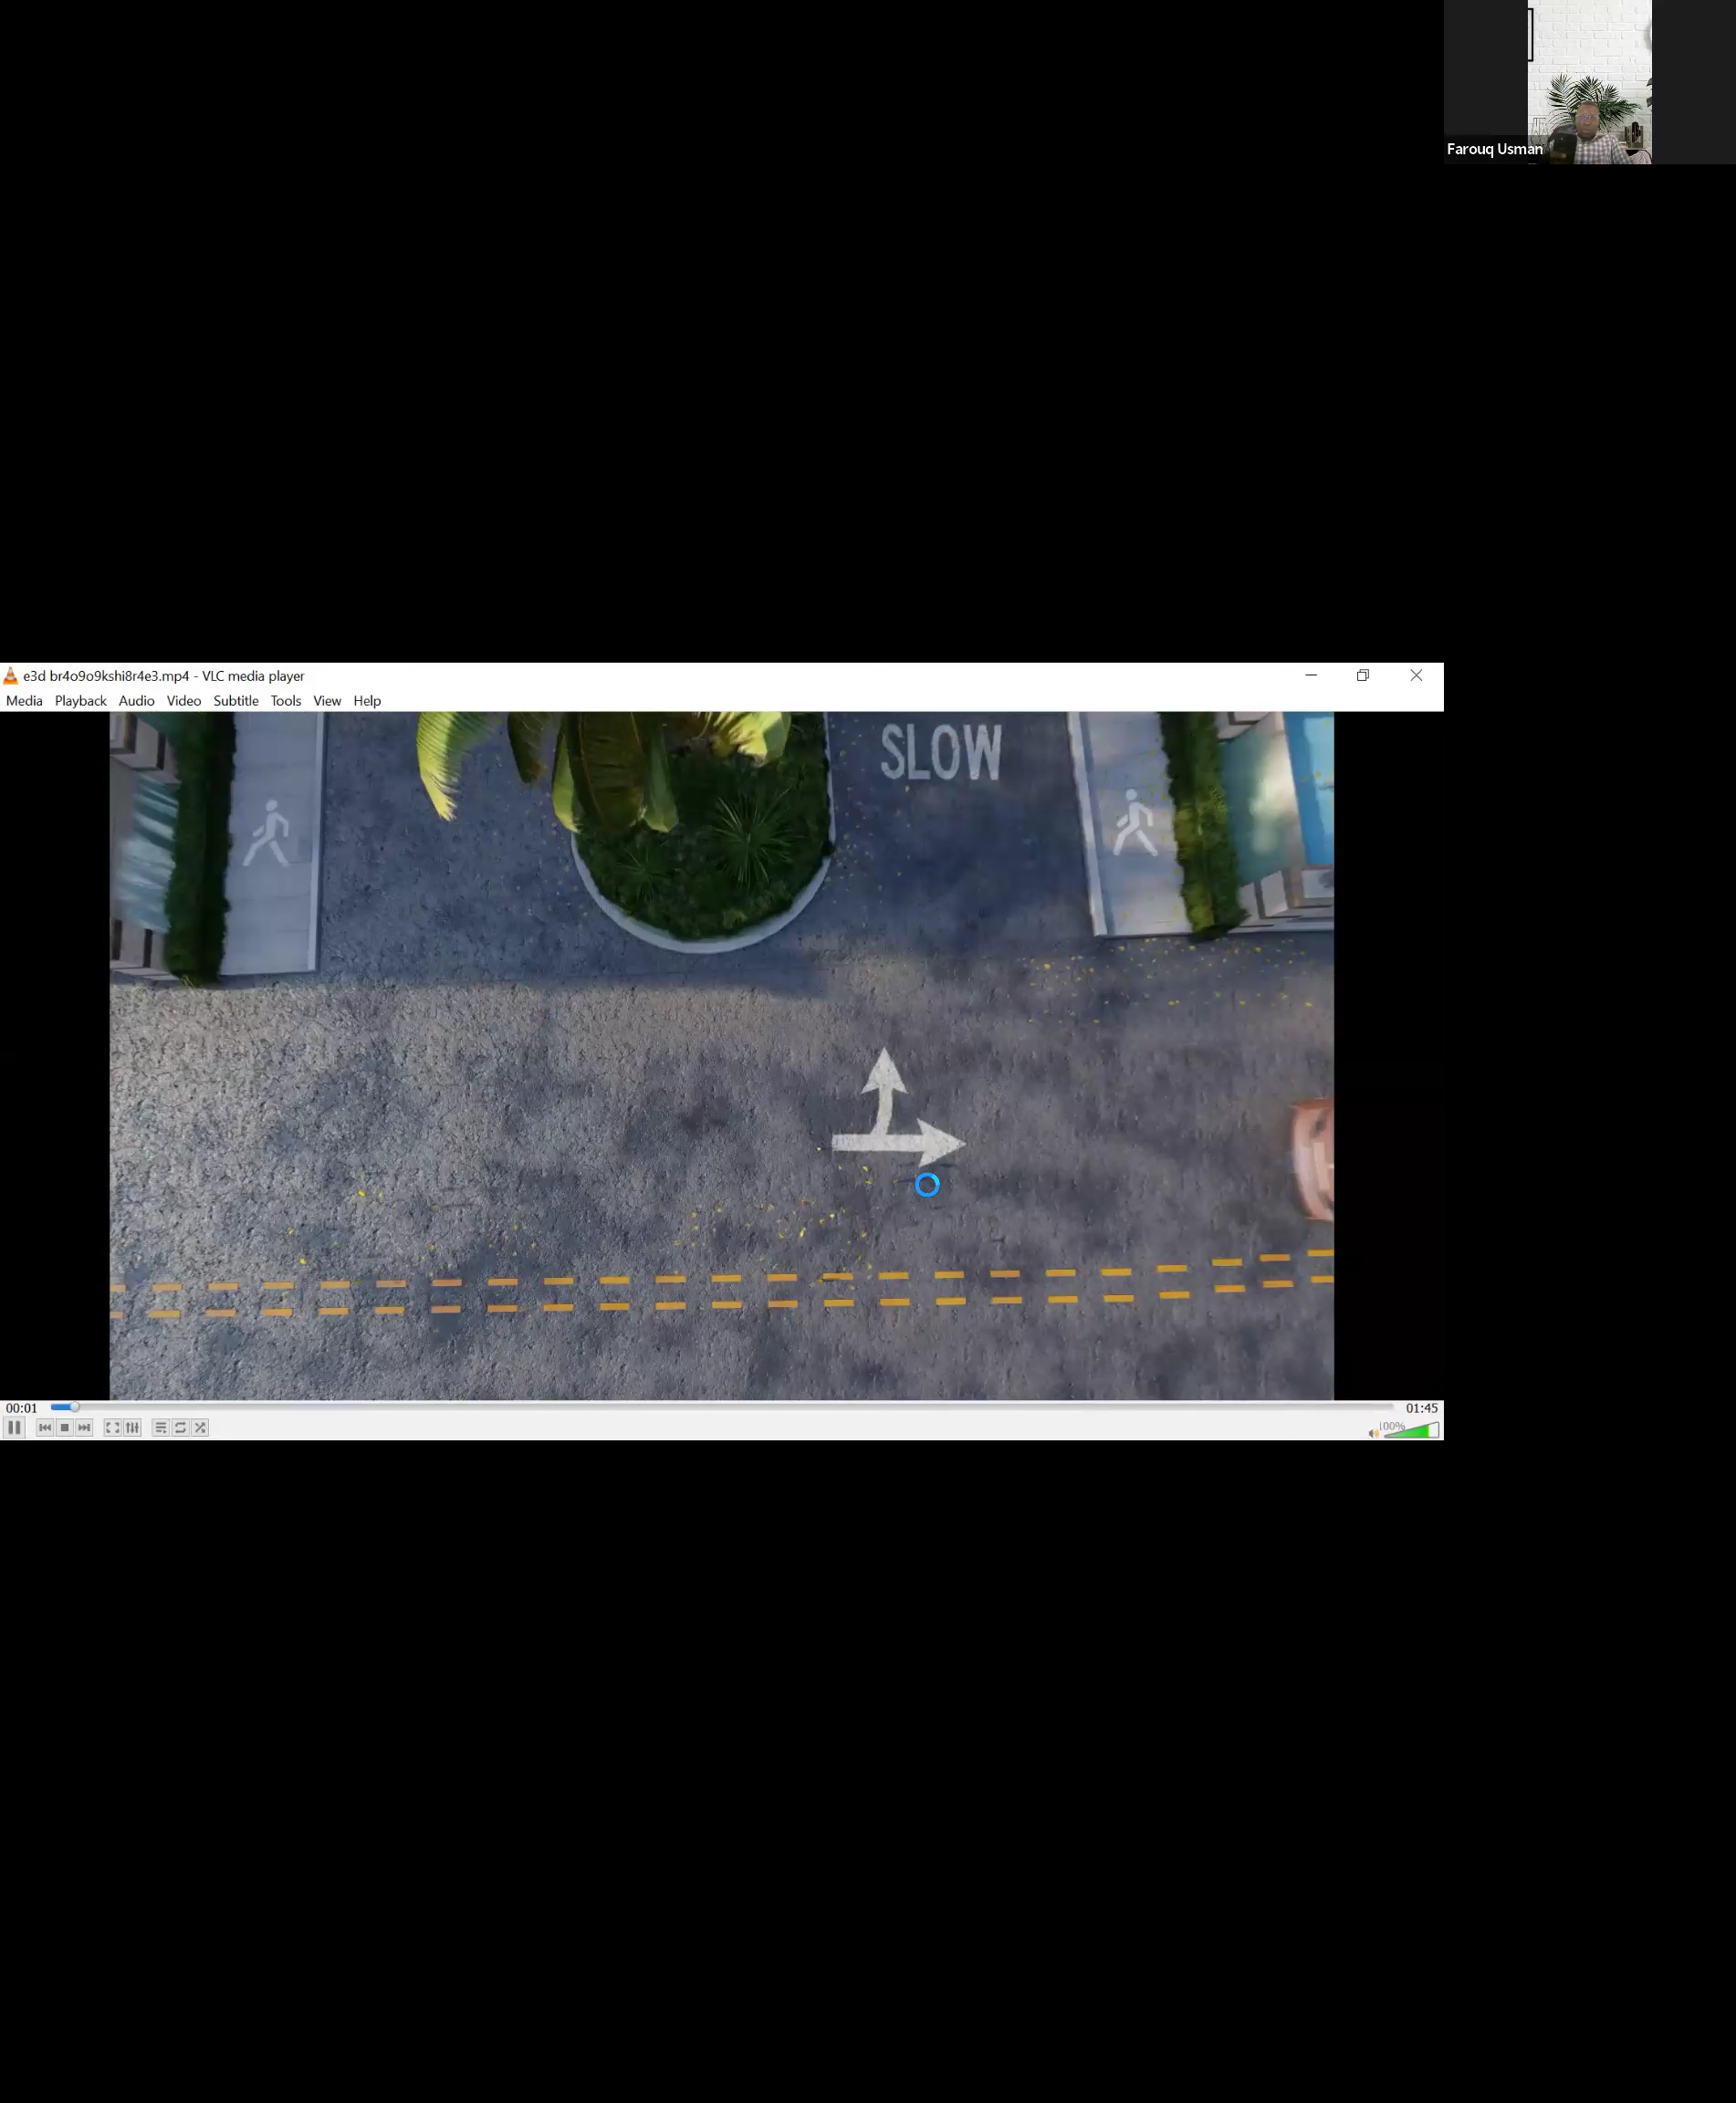 Farouq Usman
e3d br4o9o9kshi8r4e3.mp4 - VLC media player
Media Playback Audio Video Subtitle Tools View Help
SLOW
00:01
01:45
100%